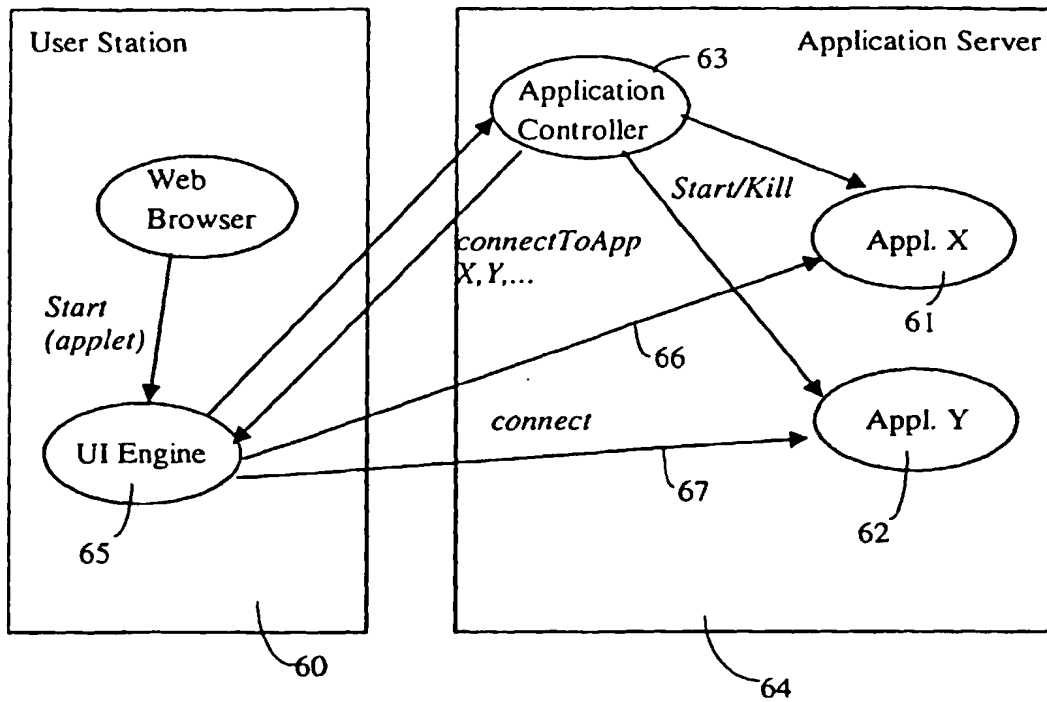 User Station
Application Server
63
Application
Controller
Web
Browser
Start/Kill
connectToApp
X,Y,...
Appl. X
61
Start
(applet)
66
connect
Appl. Y
UI Engine
67
65
62
60
64